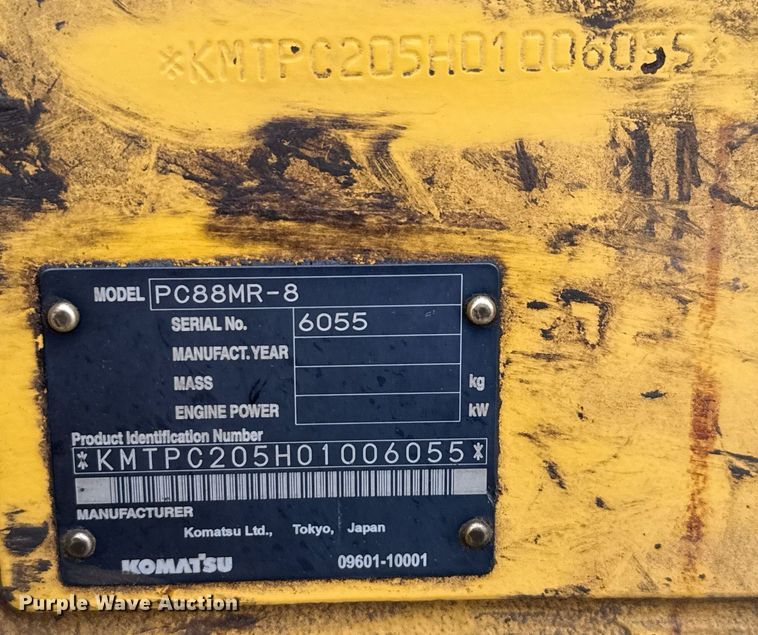 *KMTPC205H01006055*
MODEL PC88MR-8
SERIAL No. 6055
MANUFACT. YEAR
MASS kg
ENGINE POWER kW
Product Identification Number
*KMTPC205H01006055*
MANUFACTURER
Komatsu Ltd., Tokyo, Japan
KOMATSU 09601-10001
Purple Wave Auction